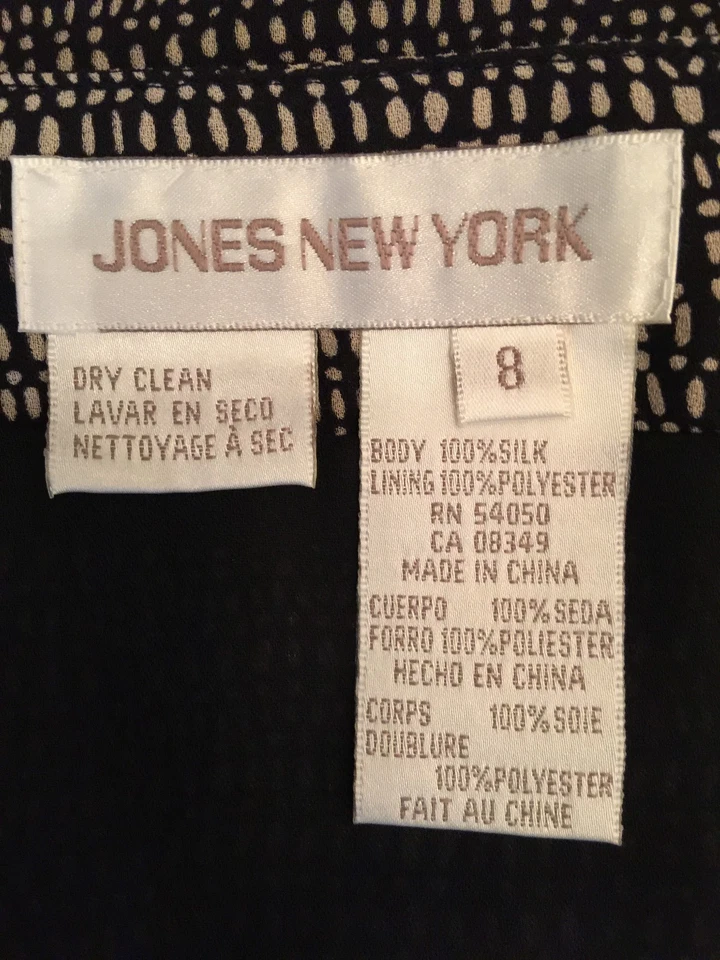 JONES NEW YORK
DRY CLEAN
LAVAR EN SECO
NETTOYAGE À SEC
8
BODY 100%SILK
LINING 100%POLYESTER
RN 54050
CA 08349
MADE IN CHINA
CUERPO 100%SEDA
FORRO 100%POLIESTER
HECHO EN CHINA
CORPS 100%SOIE
DOUBLURE
100%POLYESTER
FAIT AU CHINE